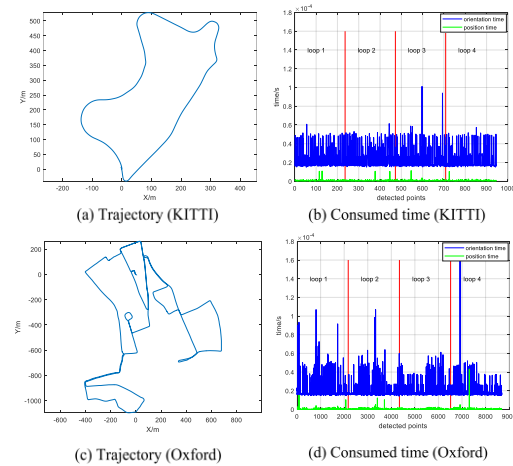 500
400
300
200
100
0
Y/m
-200 -100 0 100 200 300 400
X/m
(a) Trajectory (KITTI)
1.8 ×10⁻⁴
1.6
1.4
1.2
1
0.8
0.6
0.4
0.2
0
time/s
orientation time
position time
loop 1 loop 2 loop 3 loop 4
0 100 200 300 400 500 600 700 800 900 1000
detected points
(b) Consumed time (KITTI)
200
0
-200
-400
-600
-800
-1000
Y/m
-600 -400 -200 0 200 400 600 800
X/m
(c) Trajectory (Oxford)
1.8 ×10⁻⁴
1.6
1.4
1.2
1
0.8
0.6
0.4
0.2
0
time/s
orientation time
position time
loop 1 loop 2 loop 3 loop 4
0 1000 2000 3000 4000 5000 6000 7000 8000 9000
detected points
(d) Consumed time (Oxford)